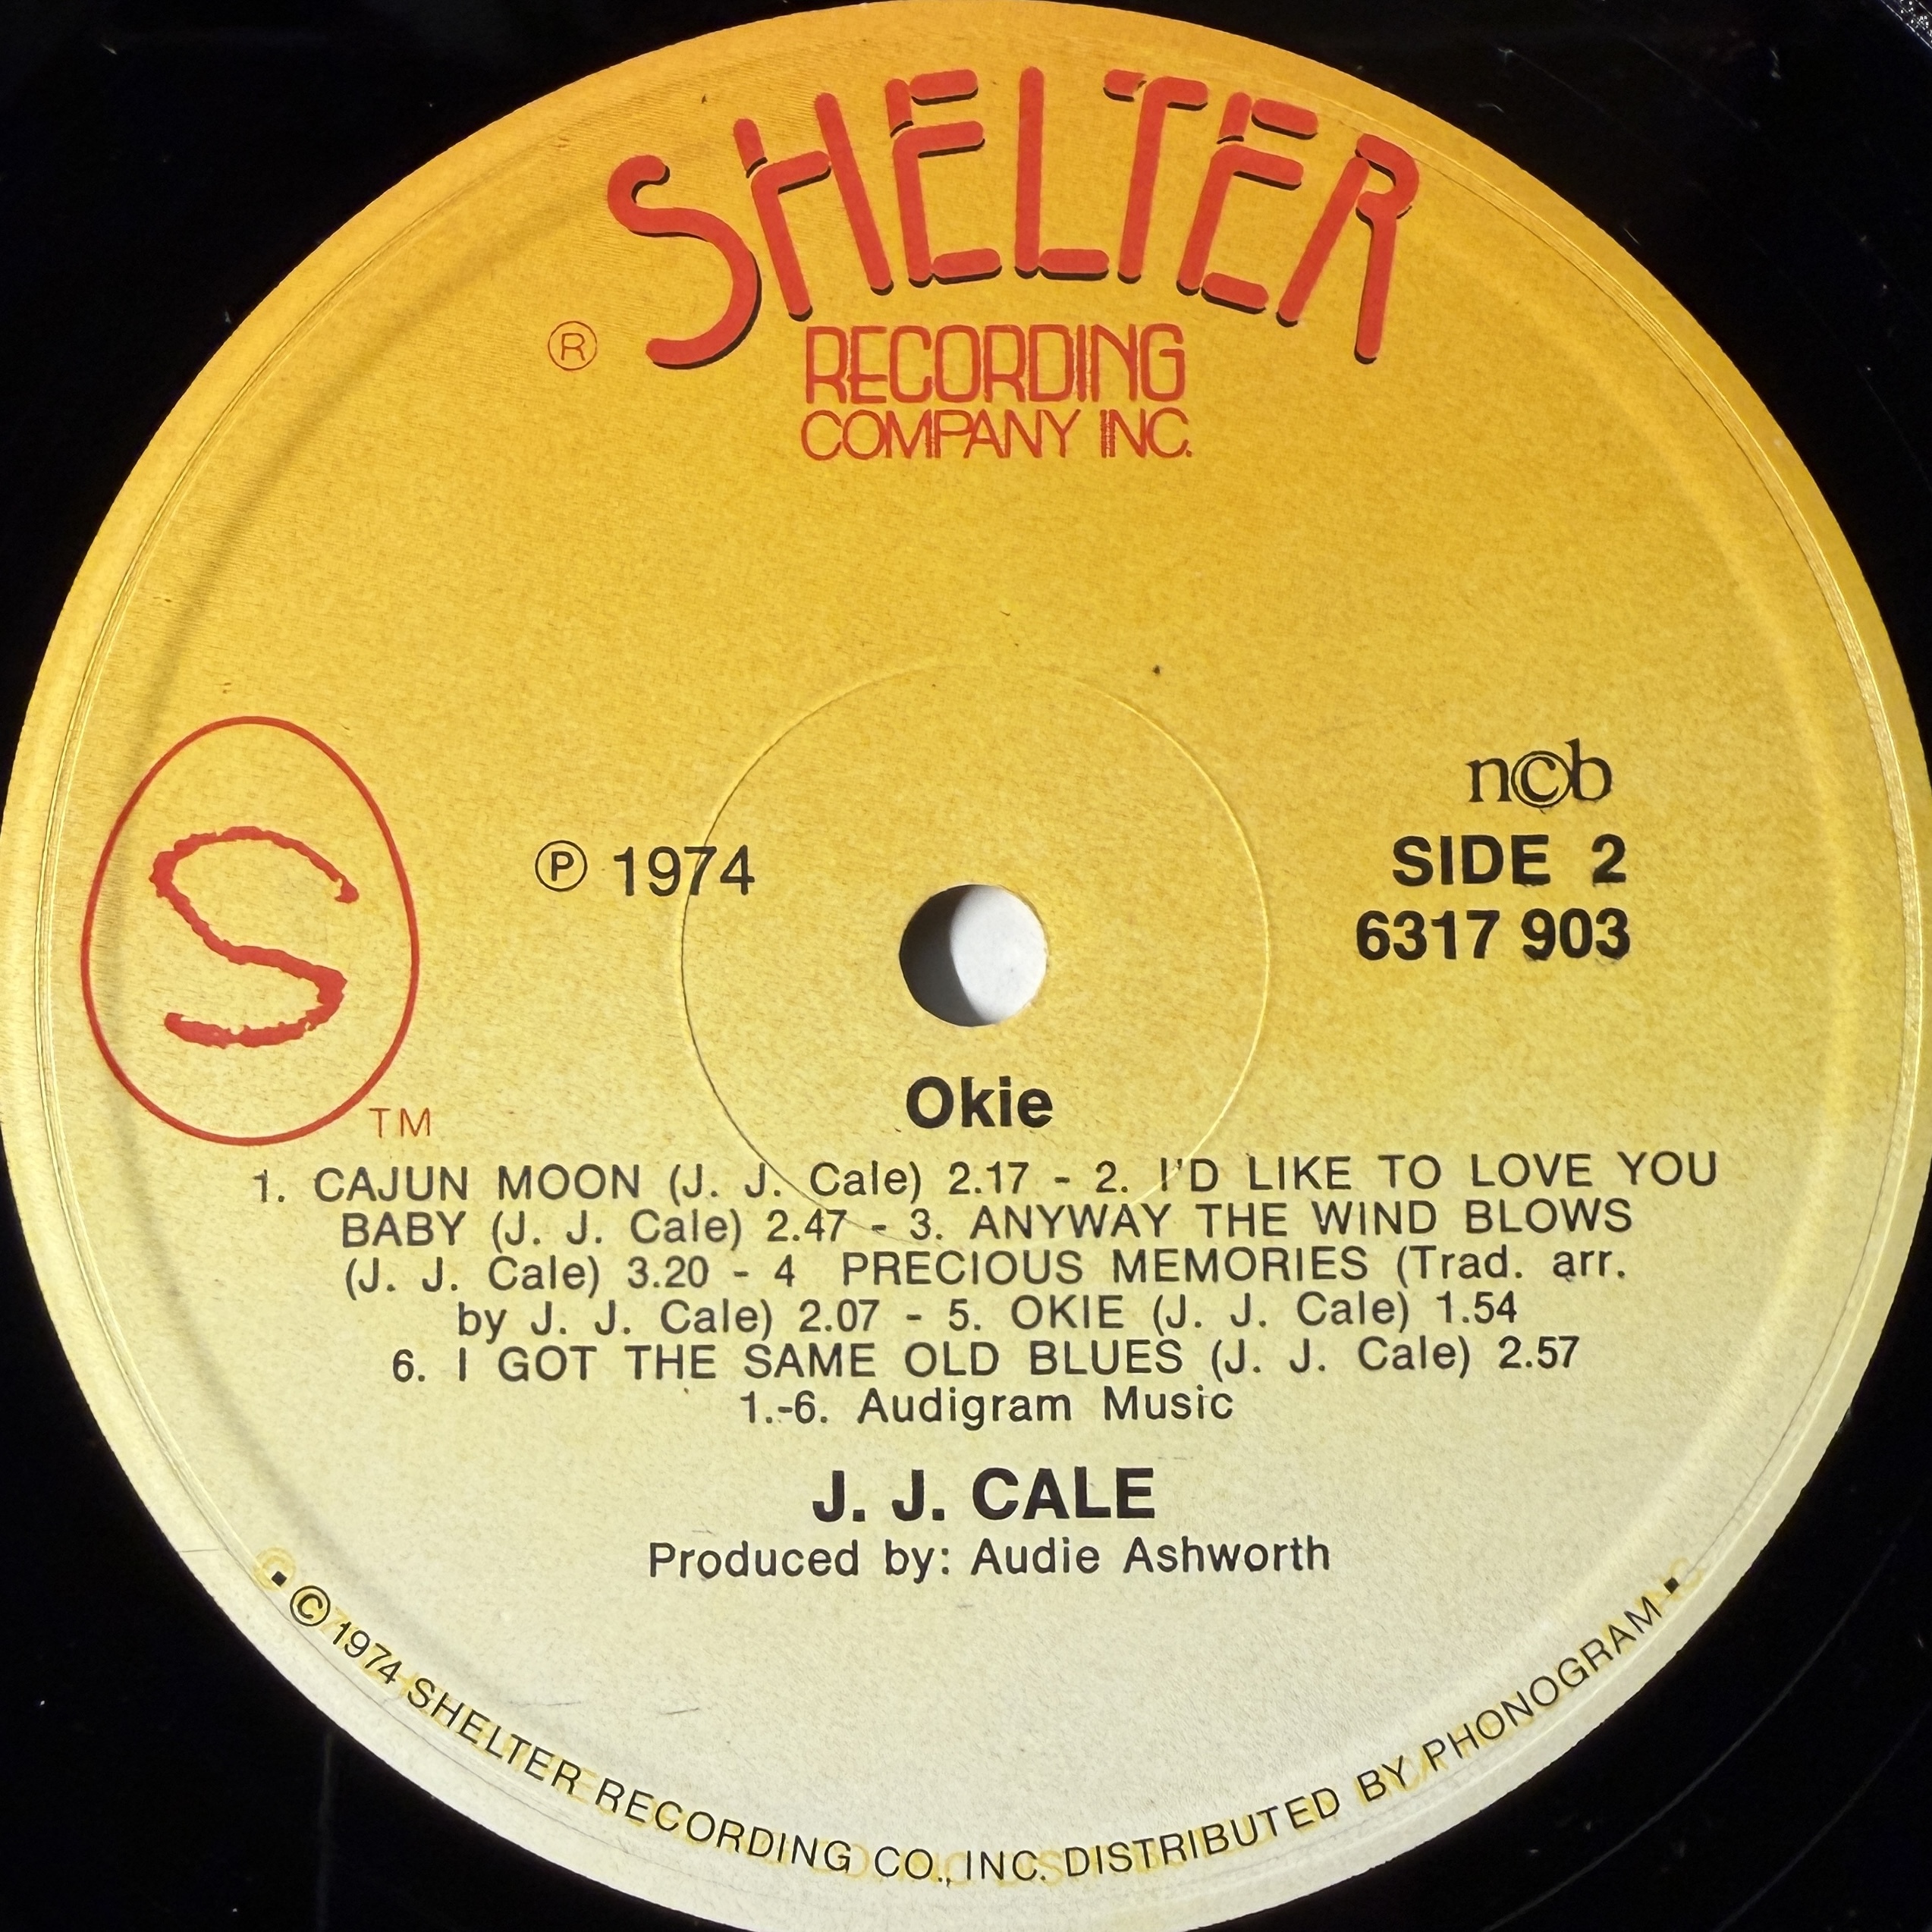 SHELTER
®
RECORDING
COMPANY INC.
ncb
SIDE 2
6317 903
℗ 1974
S
TM
Okie
1. CAJUN MOON (J. J. Cale) 2.17 - 2. I'D LIKE TO LOVE YOU
BABY (J. J. Cale) 2.47 - 3. ANYWAY THE WIND BLOWS
(J. J. Cale) 3.20 - 4 PRECIOUS MEMORIES (Trad. arr.
by J. J. Cale) 2.07 - 5. OKIE (J. J. Cale) 1.54
6. I GOT THE SAME OLD BLUES (J. J. Cale) 2.57
1.-6. Audigram Music
J. J. CALE
Produced by: Audie Ashworth
▪ © 1974 SHELTER RECORDING CO., INC. DISTRIBUTED BY PHONOGRAM ▪